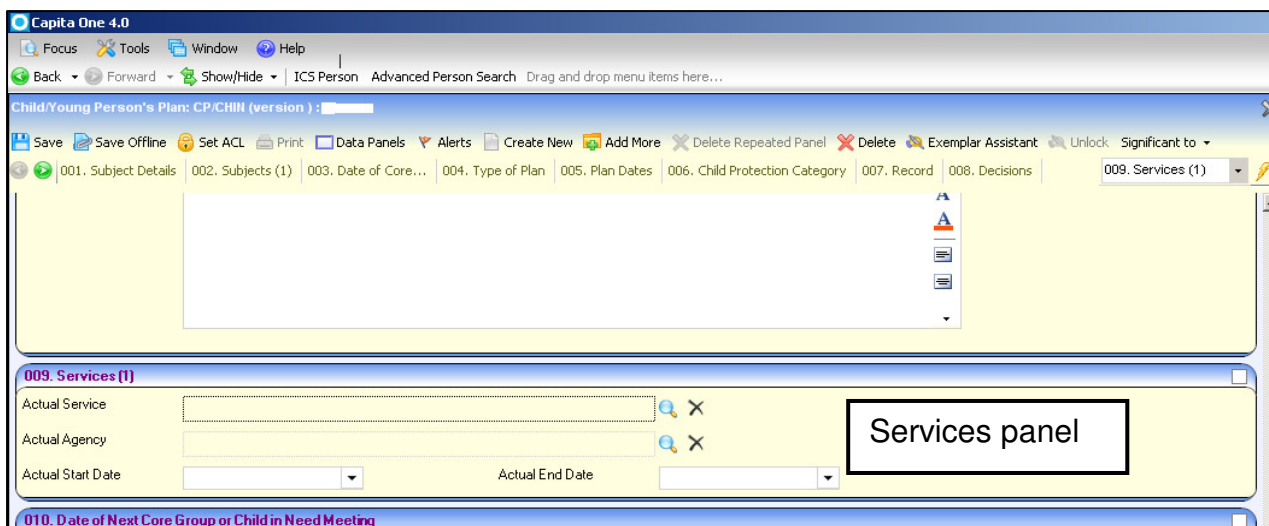 Capita One 4.0
Focus Tools Window Help
Back Forward Show/Hide ICS Person Advanced Person Search Drag and drop menu items here...
Child/Young Person's Plan: CP/CHIN (version ) :
Save Save Offline Set ACL Print Data Panels Alerts Create New Add More Delete Repeated Panel Delete Exemplar Assistant Unlock Significant to
001. Subject Details 002. Subjects (1) 003. Date of Core... 004. Type of Plan 005. Plan Dates 006. Child Protection Category 007. Record 008. Decisions 009. Services (1)
A
A
009. Services (1)
Actual Service
Services panel
Actual Agency
Actual Start Date Actual End Date
010. Date of Next Core Group or Child in Need Meeting